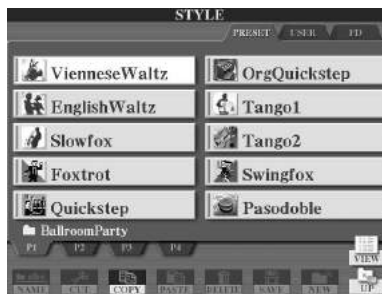 STYLE
PRESET USER FD
VienneseWaltz OrgQuickstep
EnglishWaltz Tango1
Slowfox Tango2
Foxtrot Swingfox
Quickstep Pasodoble
BallroomParty
P1 P2 P3 P4
VIEW
NAME CUT COPY PASTE DELETE SAVE NEW UP